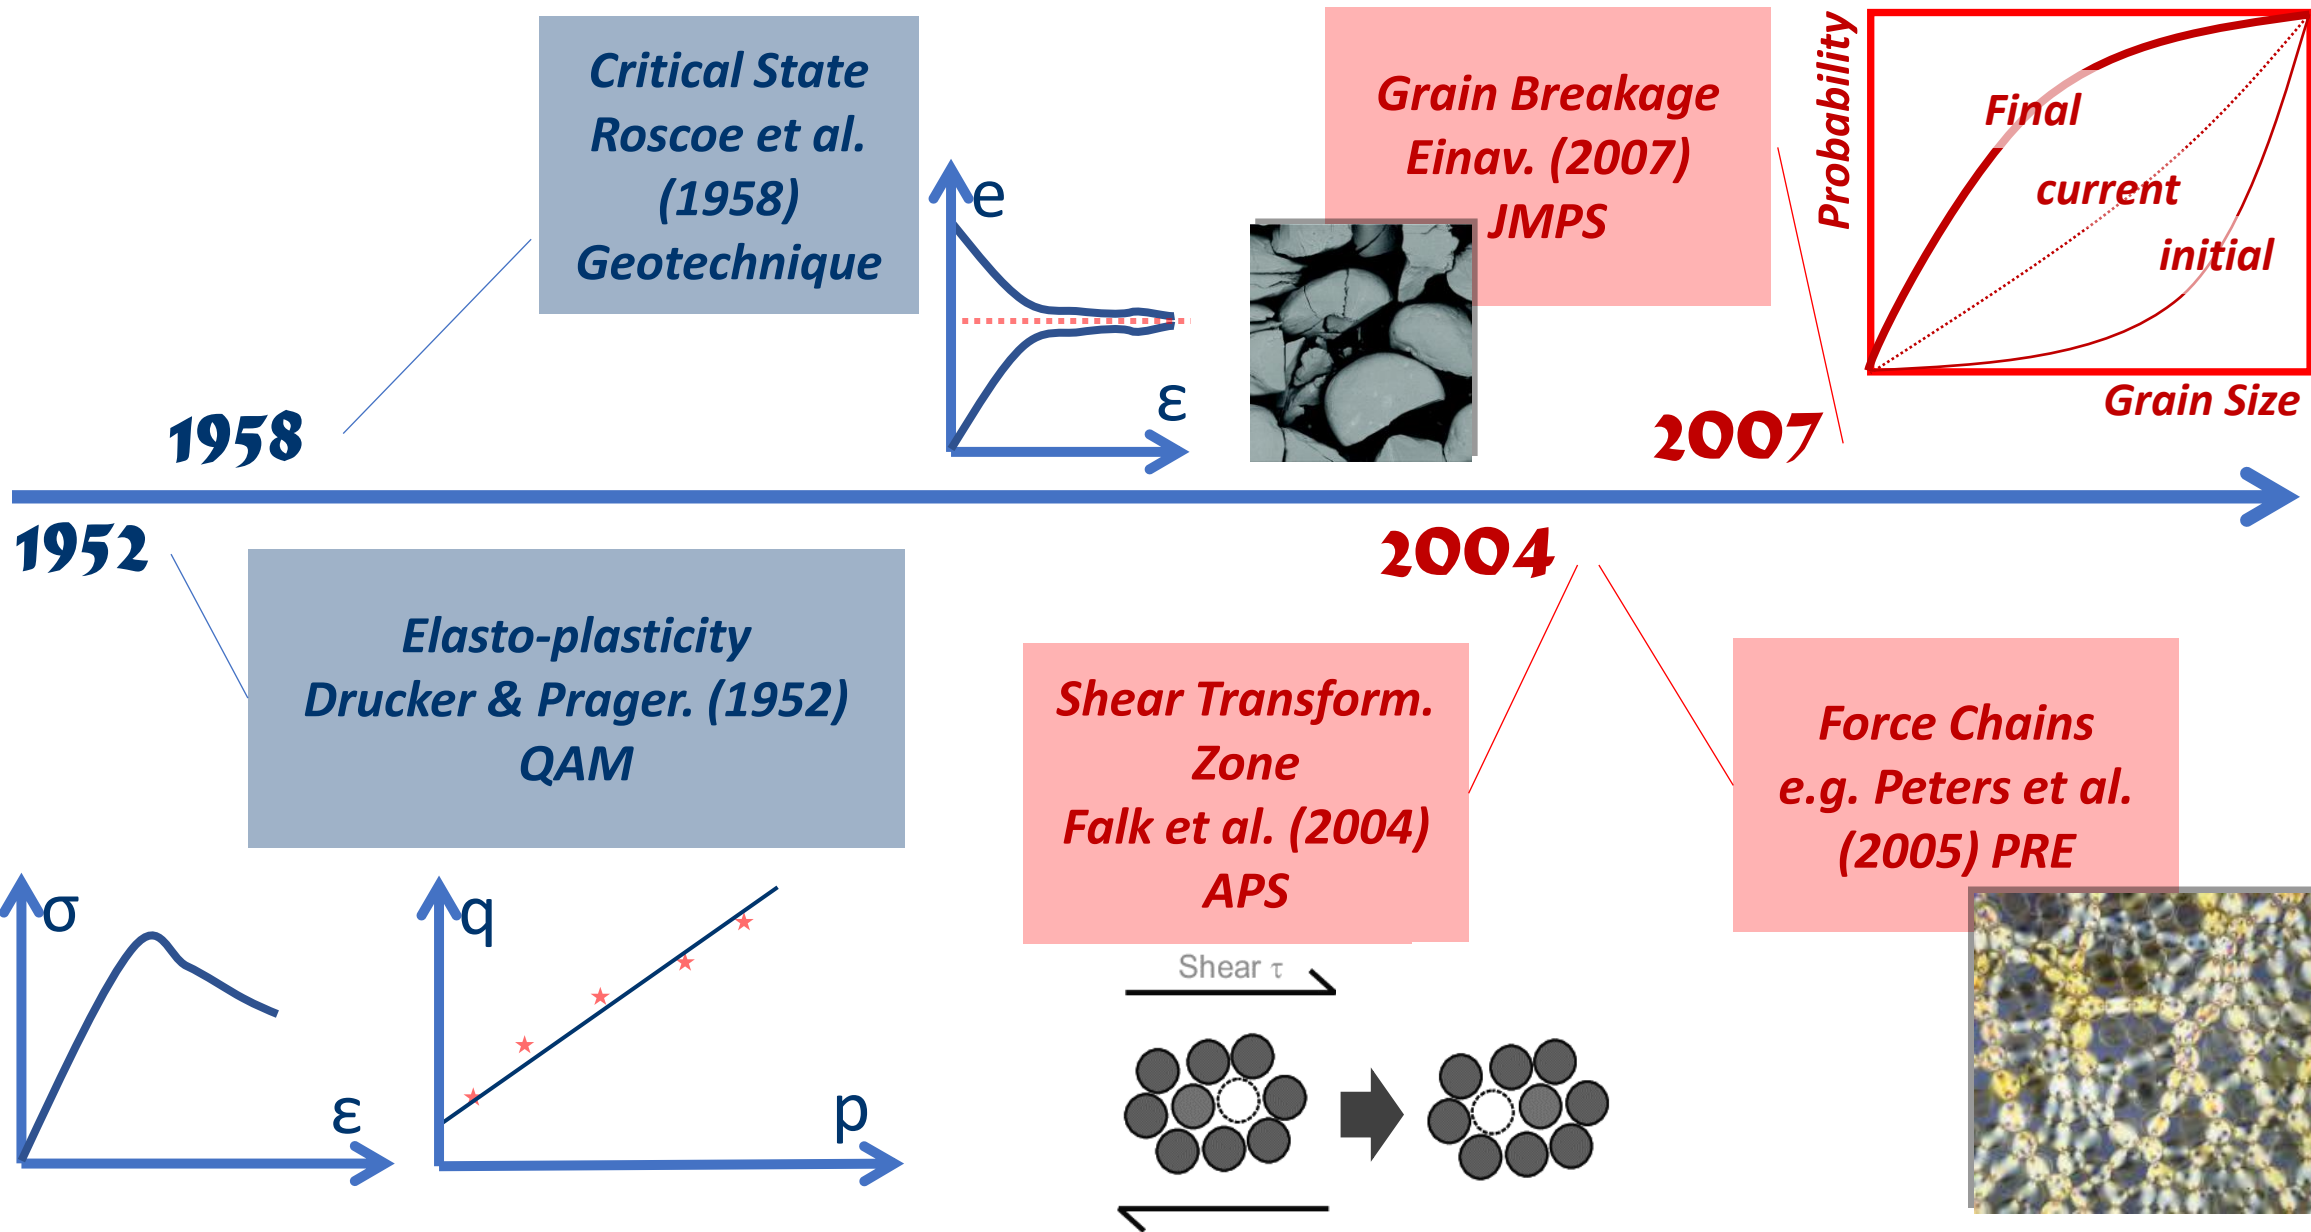 Critical State
Roscoe et al.
(1958)
Geotechnique
e
ε
Grain Breakage
Einav. (2007)
JMPS
Probability
Final
current
initial
Grain Size
1958
2007
1952
2004
Elasto-plasticity
Drucker & Prager. (1952)
QAM
σ
ε
q
p
Shear Transform.
Zone
Falk et al. (2004)
APS
Shear τ
Force Chains
e.g. Peters et al.
(2005) PRE